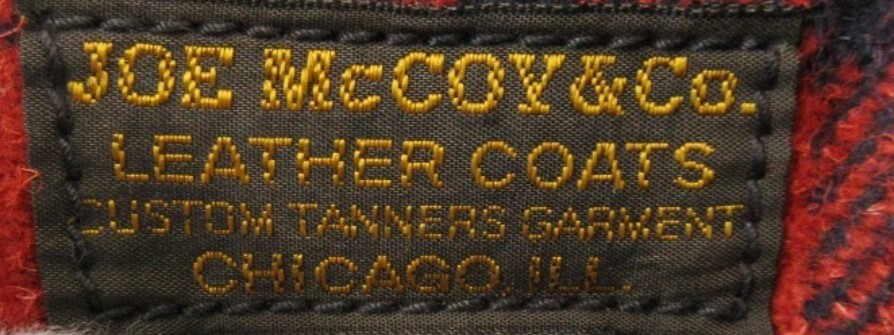 JOE McCOY&Co.
LEATHER COATS
CUSTOM TANNERS GARMENT
CHICAGO, ILL.